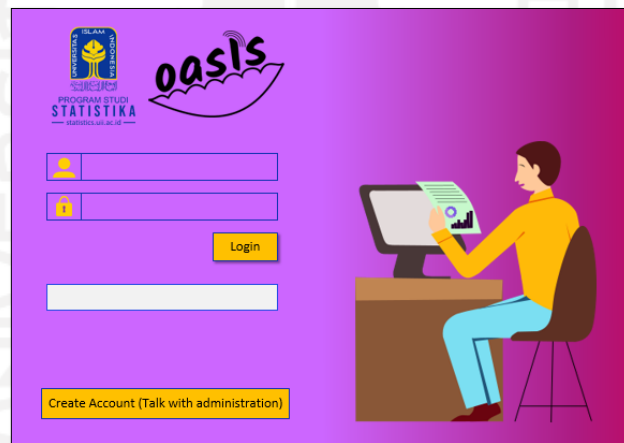 UNIVERSITAS
ISLAM
INDONESIA
PROGRAM STUDI
STATISTIKA
statistics.uii.ac.id
oasis
Login
Create Account (Talk with administration)